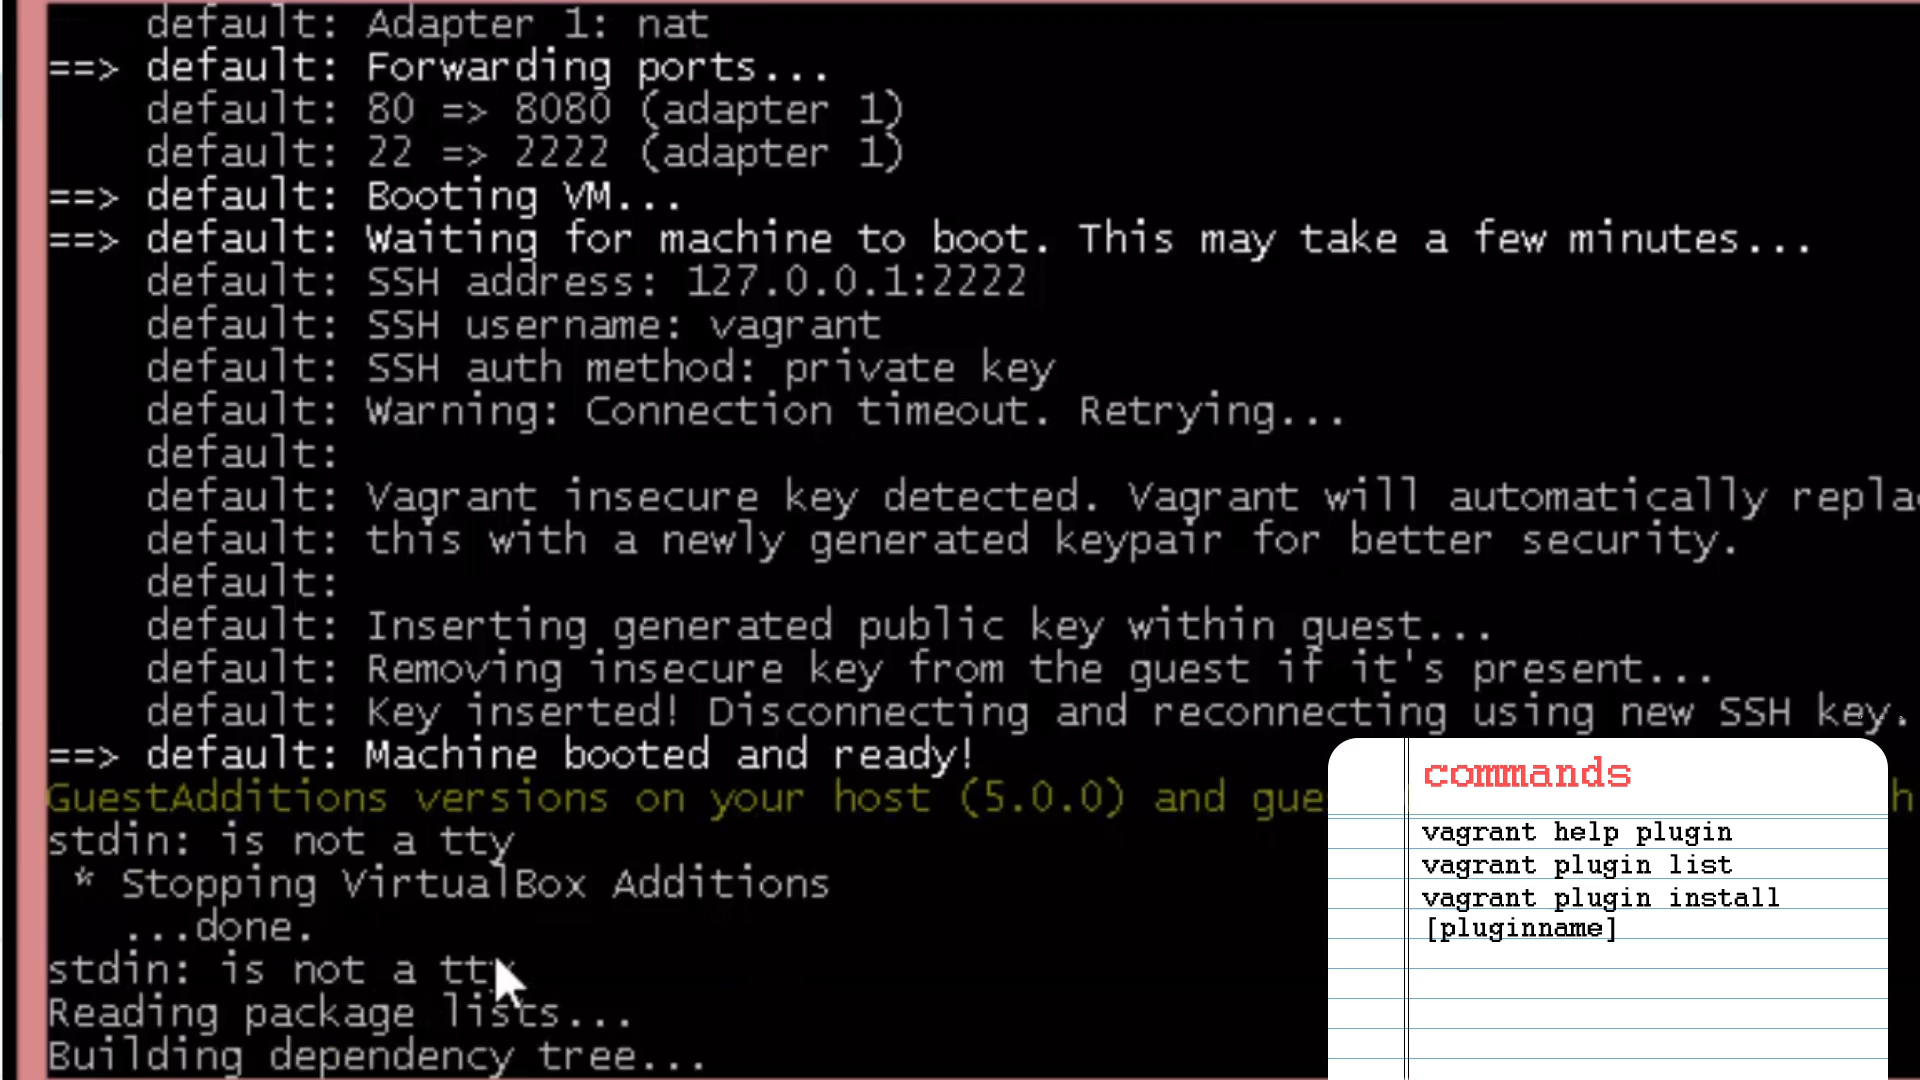 default: Adapter 1: nat
==> default: Forwarding ports...
default: 80 => 8080 (adapter 1)
default: 22 => 2222 (adapter 1)
==> default: Booting VM...
==> default: Waiting for machine to boot. This may take a few minutes...
default: SSH address: 127.0.0.1:2222
default: SSH username: vagrant
default: SSH auth method: private key
default: Warning: Connection timeout. Retrying...
default:
default: Vagrant insecure key detected. Vagrant will automatically
default: this with a newly generated keypair for better security.
default:
default: Inserting generated public key within guest...
default: Removing insecure key from the guest if it's present...
default: Key inserted! Disconnecting and reconnecting using new SSH key.
==> default: Machine booted and ready!
GuestAdditions versions on your host (5.0.0) and
stdin: is not a tty
* Stopping VirtualBox Additions
...done.
stdin: is not a tty
Reading package lists...
Building dependency tree...
commands
vagrant help plugin
vagrant plugin list
vagrant plugin install
[pluginname]